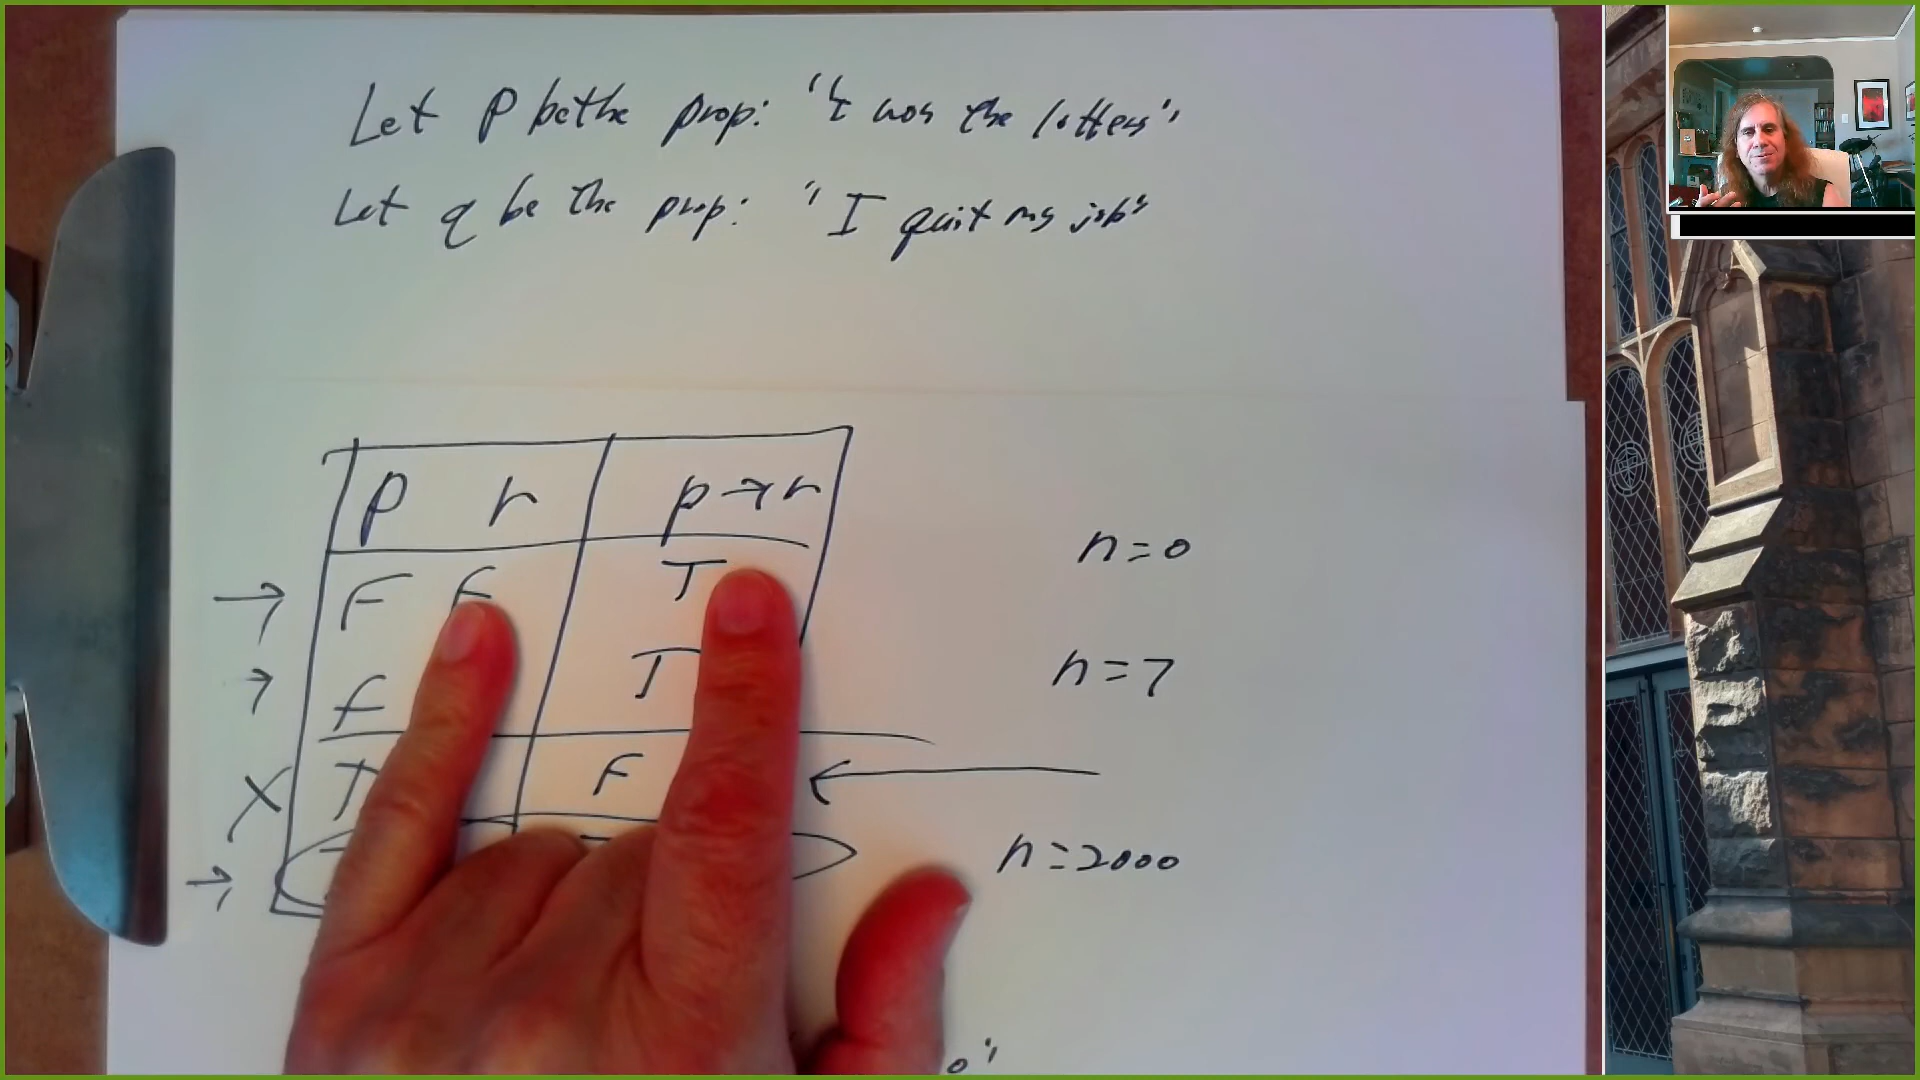 Let p be the prop: "I won the lottery"
Let q be the prop: "I quit my job"
p r p→r
→ F F T n=0
→ F T n=7
X T F ←
→ n=2000